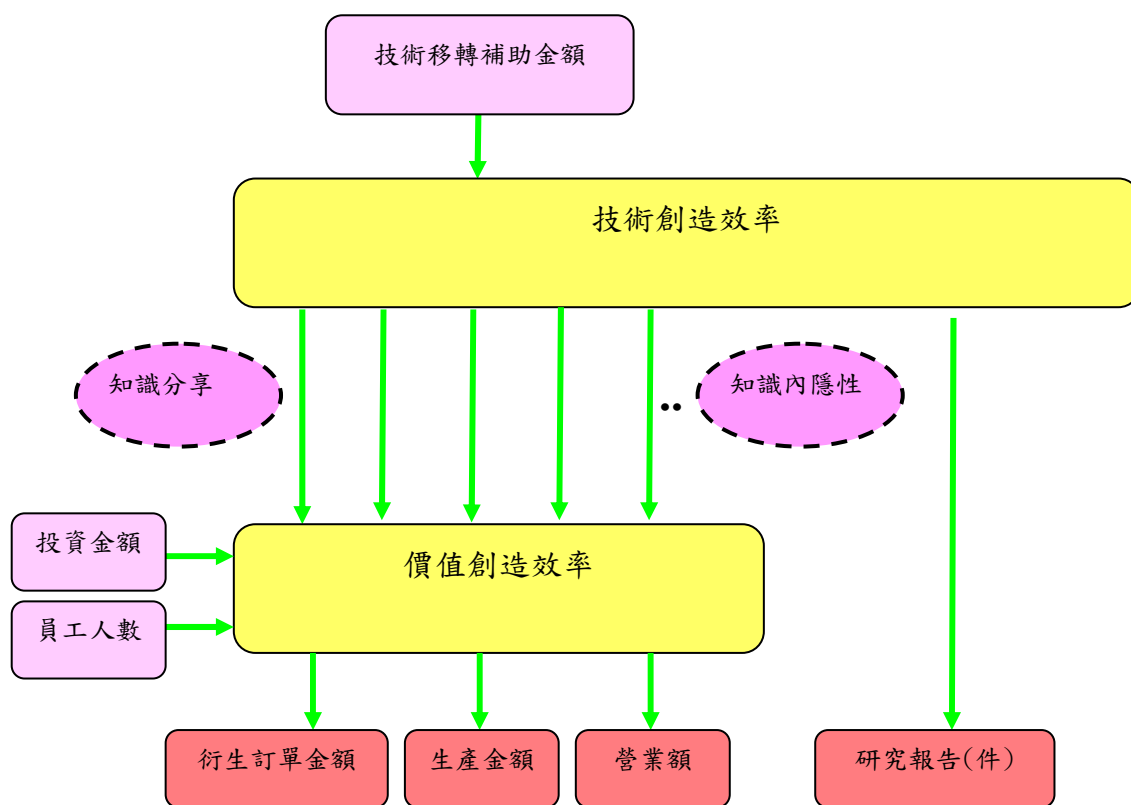 技術移轉補助金額
技術創造效率
知識分享
‥
知識內隱性
投資金額
價值創造效率
員工人數
衍生訂單金額
生產金額
營業額
研究報告(件)